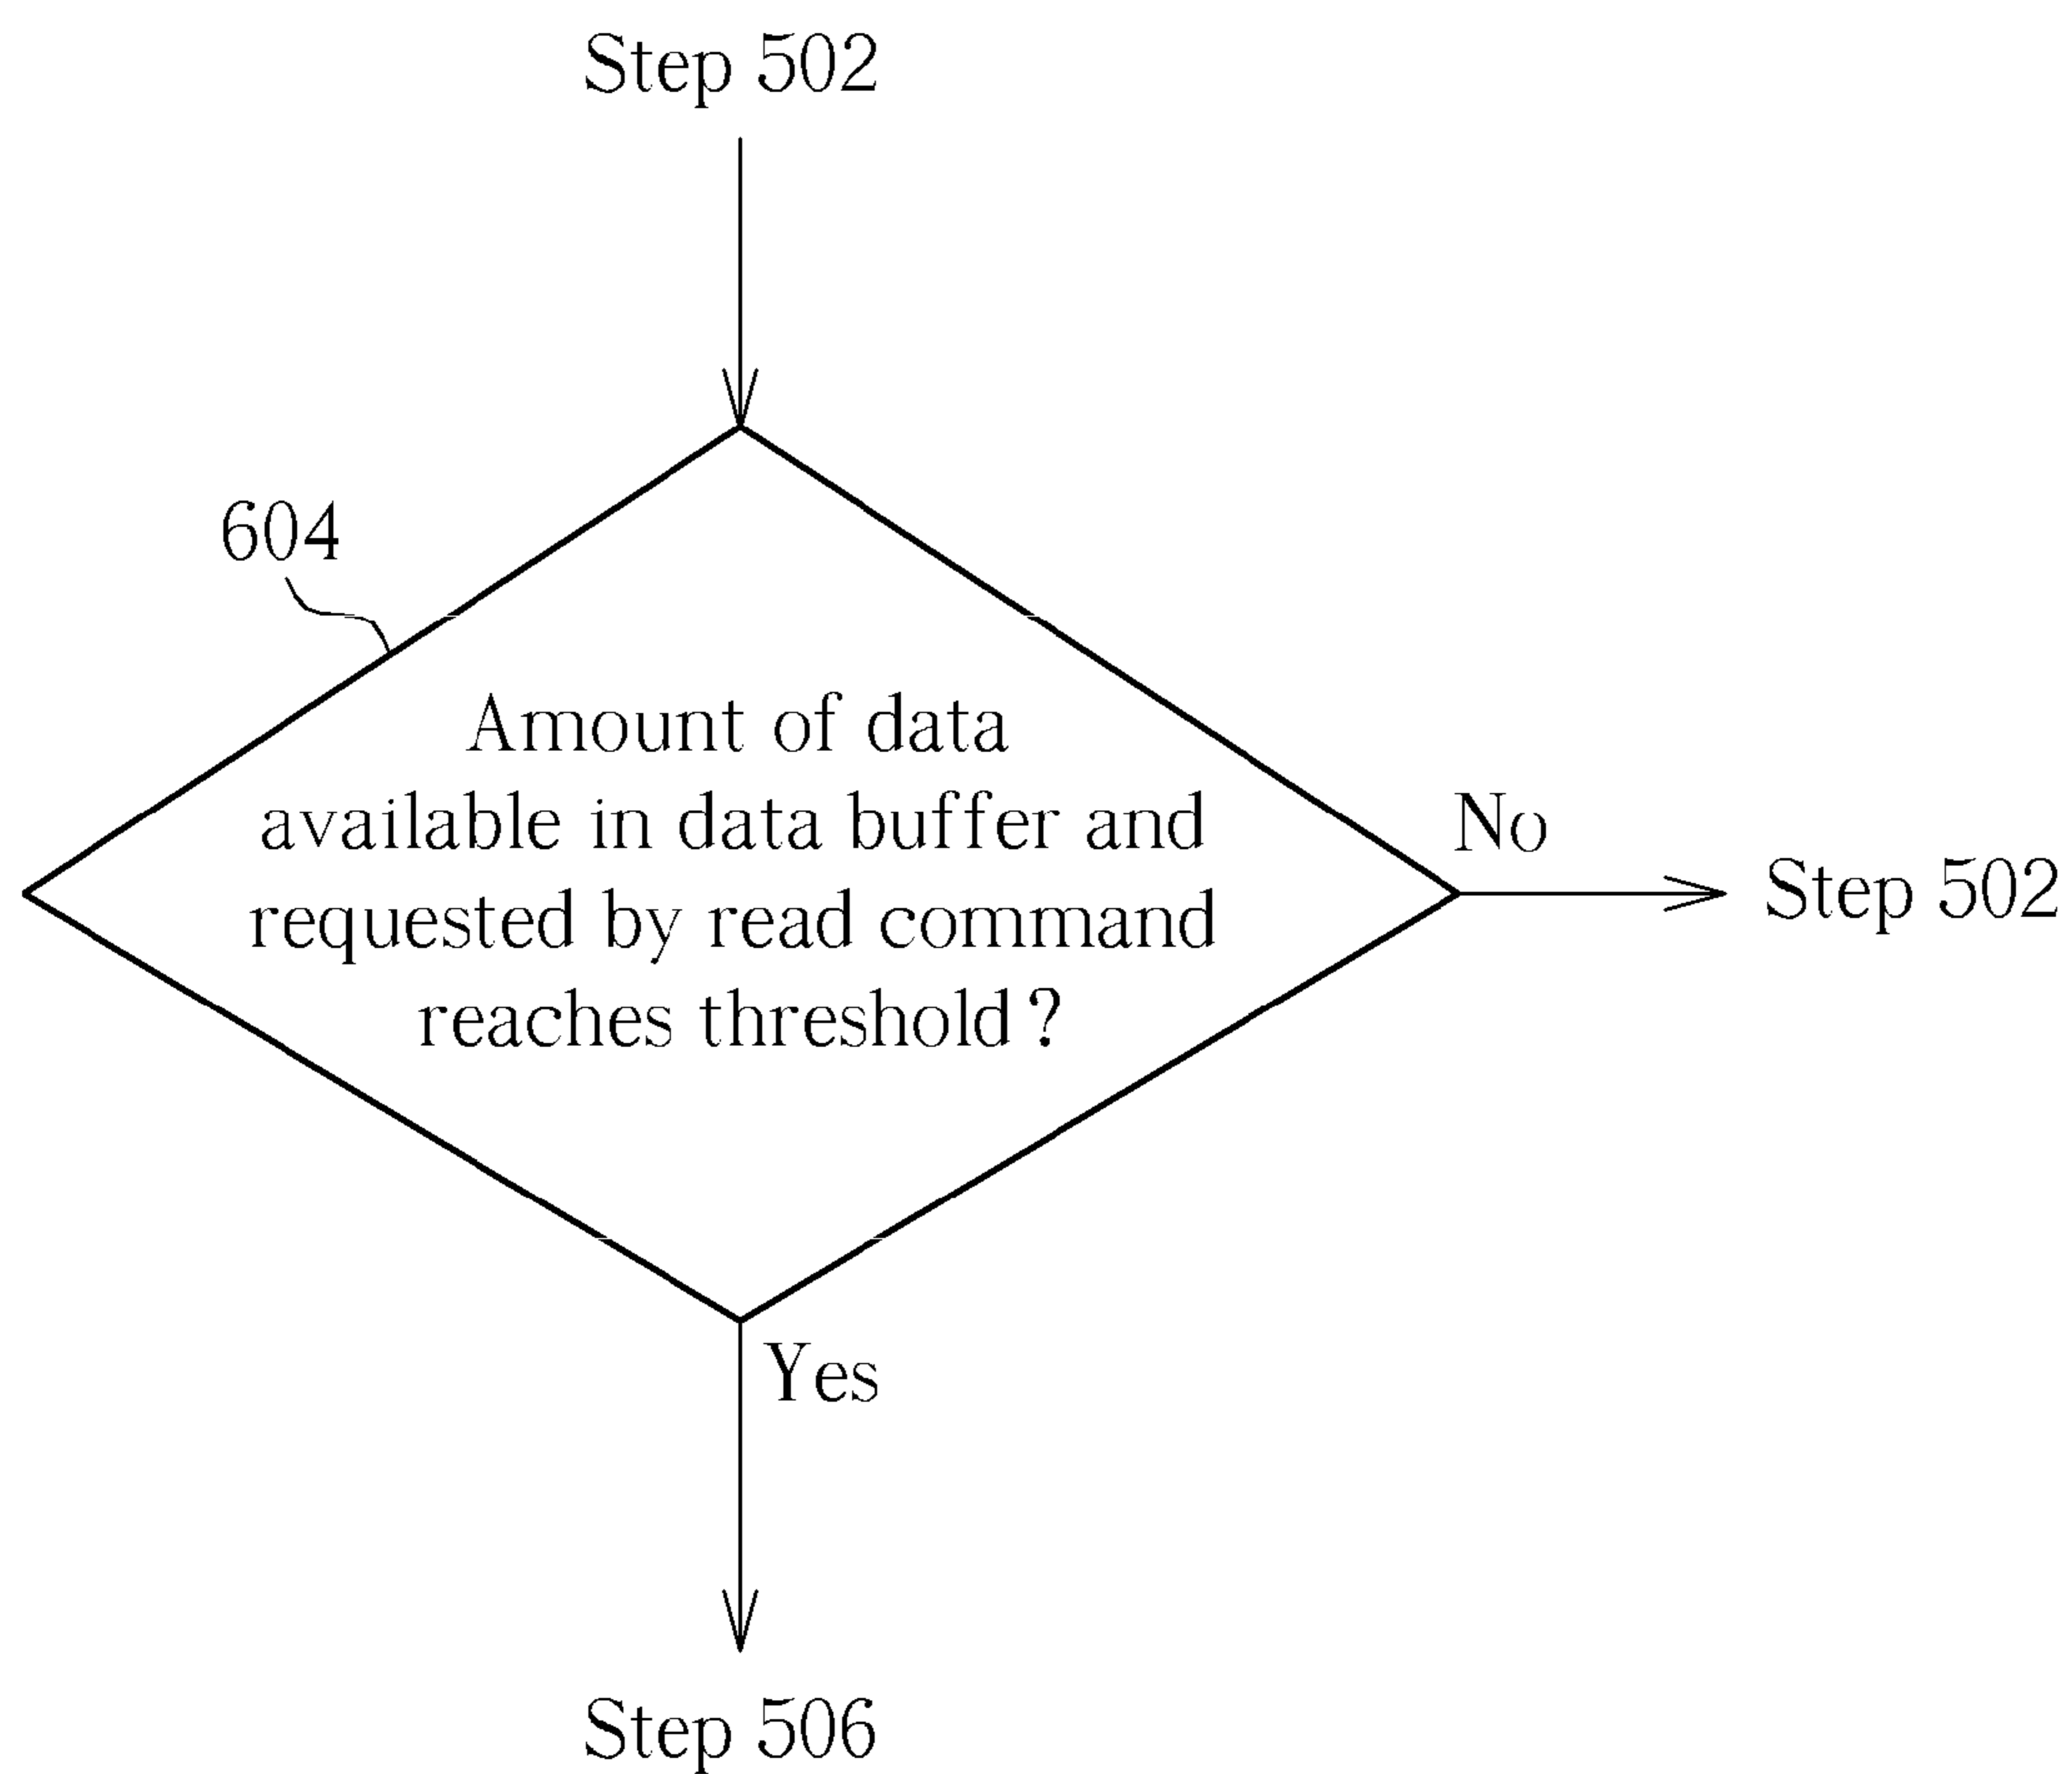 Step 502
604
Amount of data
available in data buffer and
requested by read command
reaches threshold?
No
Step 502
Yes
Step 506